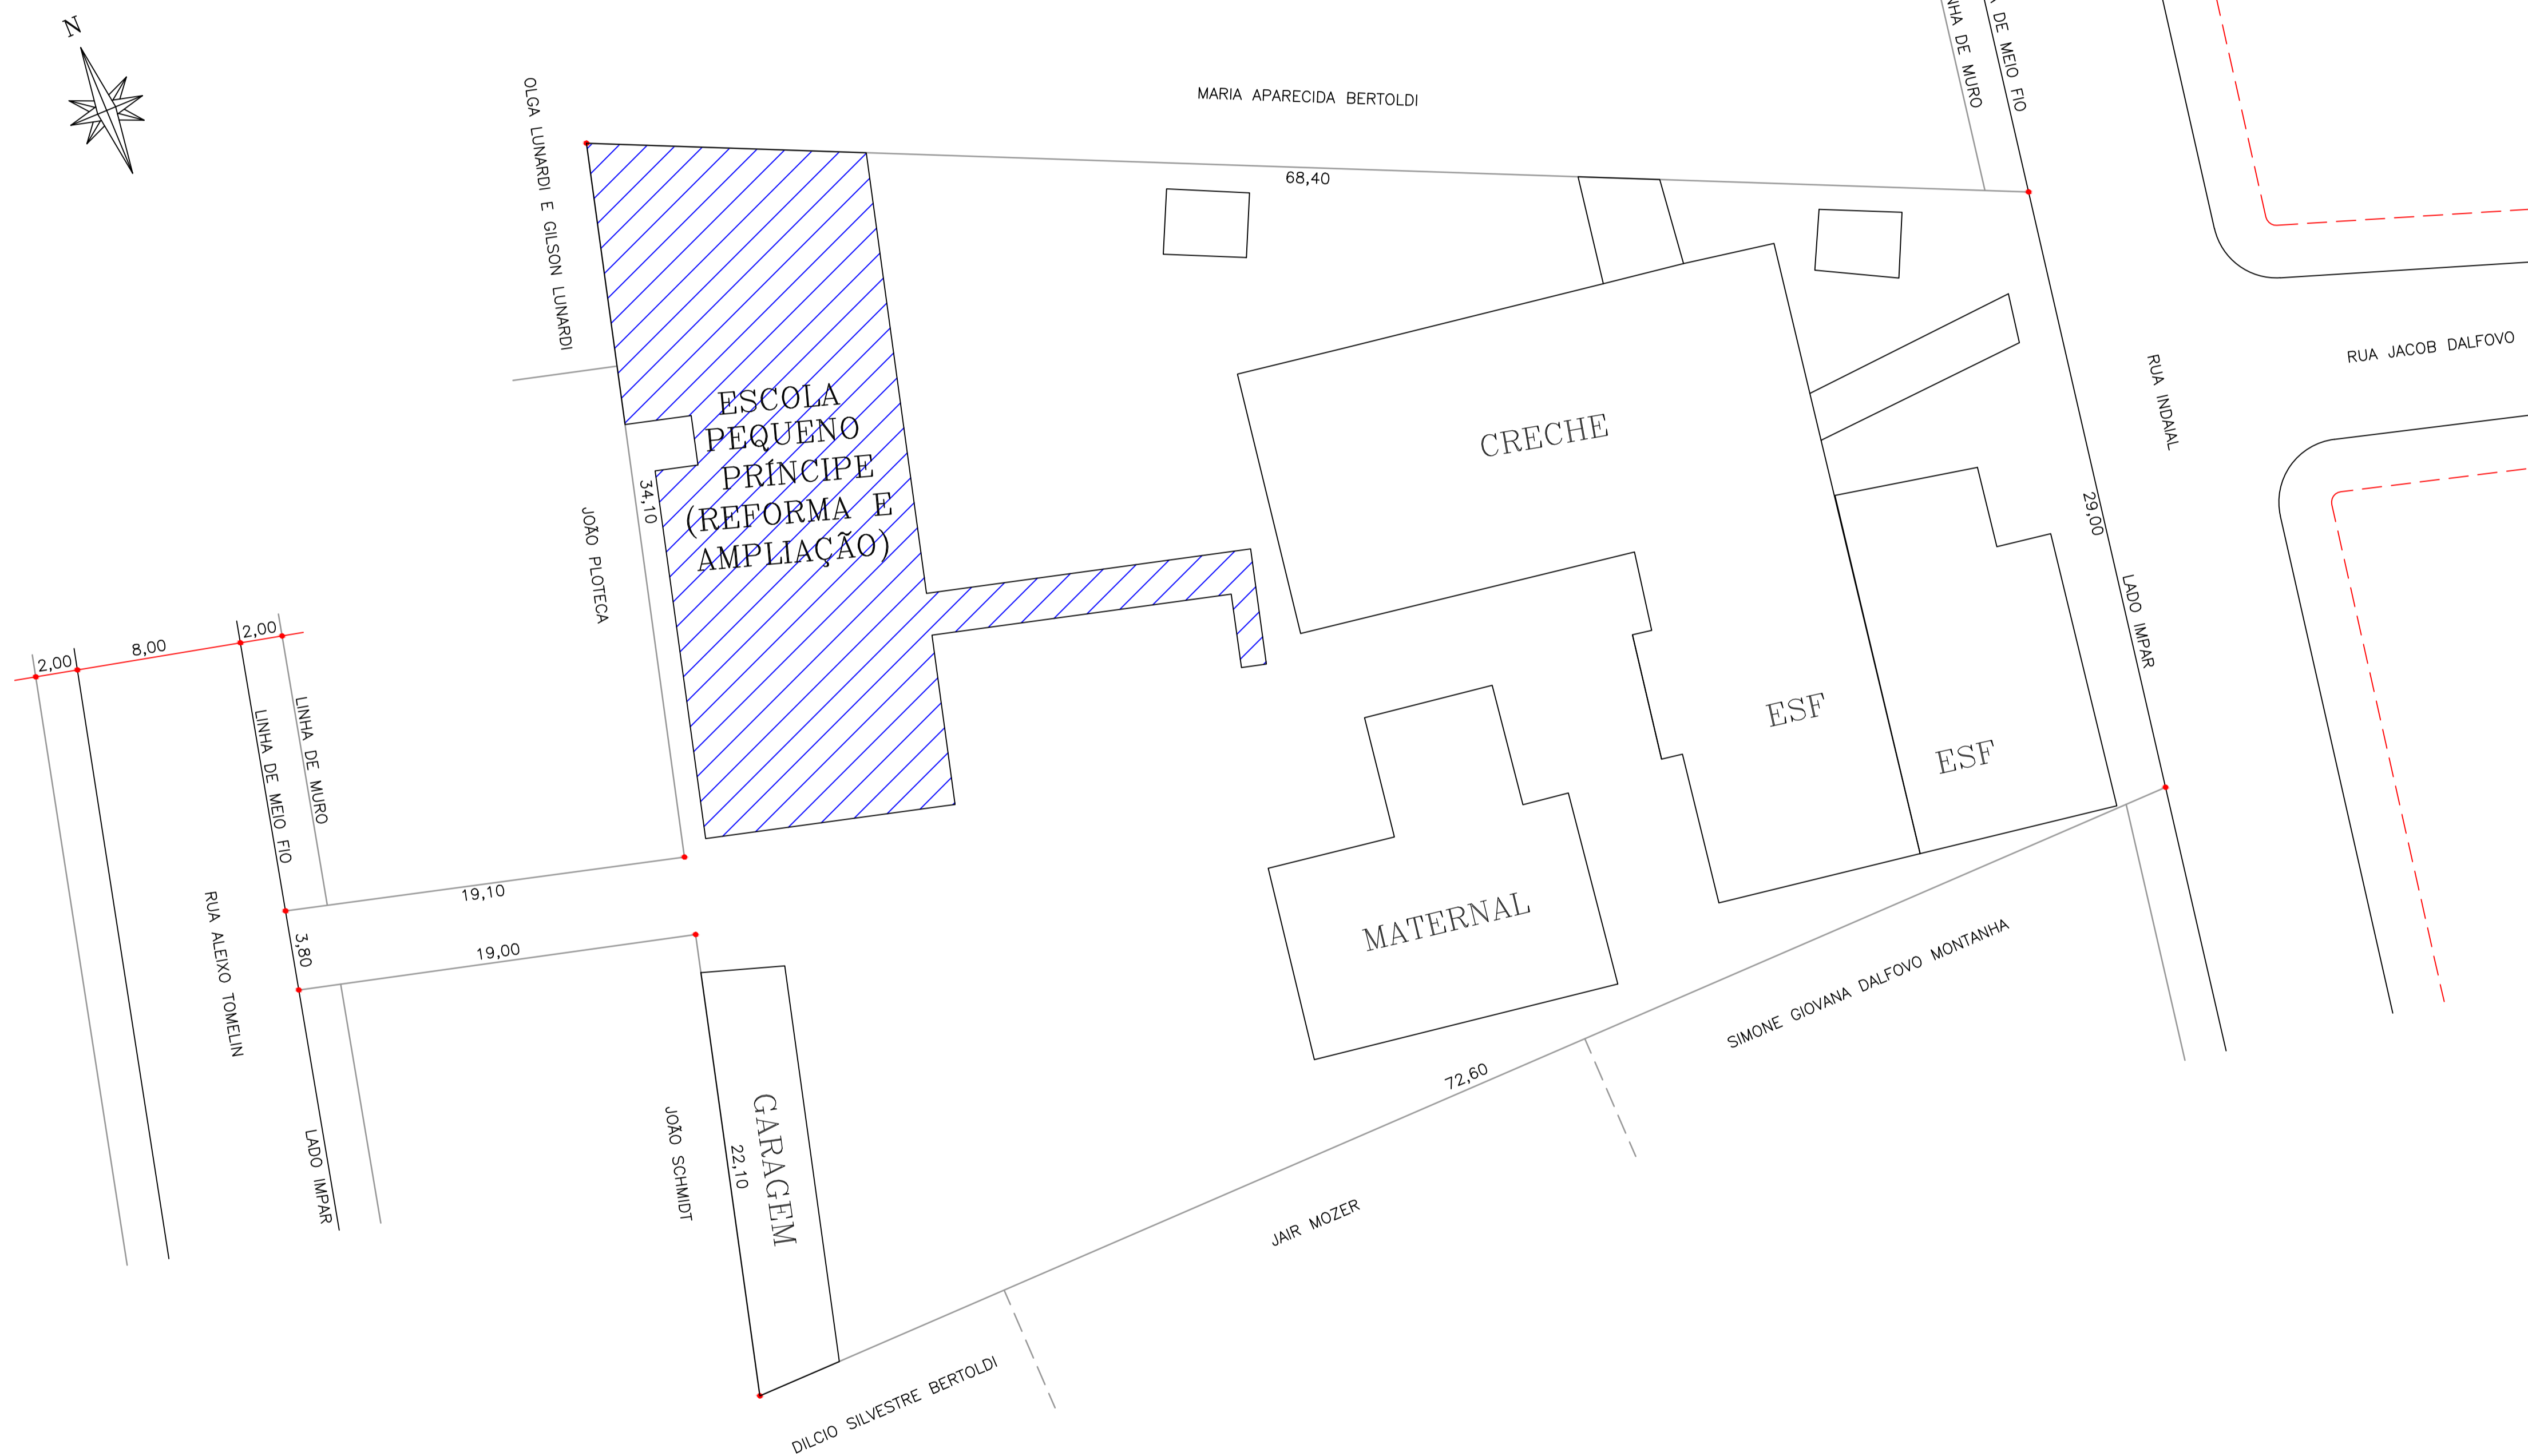 N
OLGA LUNARDI E GILSON LUNARDI
MARIA APARECIDA BERTOLDI
DE MURO
DE MEIO FIO
68,40
RUA JACOB DALFOVO
RUA INDAIAL
ESCOLA
PEQUENO
PRÍNCIPE
(REFORMA E
AMPLIAÇÃO)
34,10
JOÃO PLOTECA
CRECHE
29,00
LADO IMPAR
2,00
8,00
2,00
LINHA DE MEIO FIO
LINHA DE MURO
ESF
ESF
RUA ALEIXO TOMELIN
19,10
3,80
19,00
MATERNAL
SIMONE GIOVANA DALFOVO MONTANHA
72,60
LADO IMPAR
JOÃO SCHMIDT
22,10
GARAGEM
JAIR MOZER
DILCIO SILVESTRE BERTOLDI